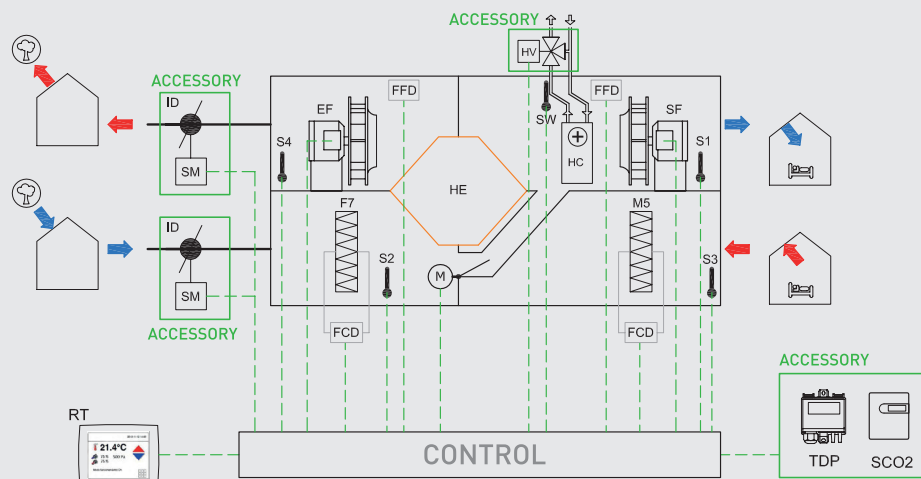 ACCESSORY
HV
ACCESSORY
ID
SM
EF
FFD
S4
SW
FFD
SF
HC
S1
HE
ID
SM
ACCESSORY
F7
S2
M
M5
S3
FCD
FCD
ACCESSORY
RT
21.4°C
CONTROL
TDP
SCO2